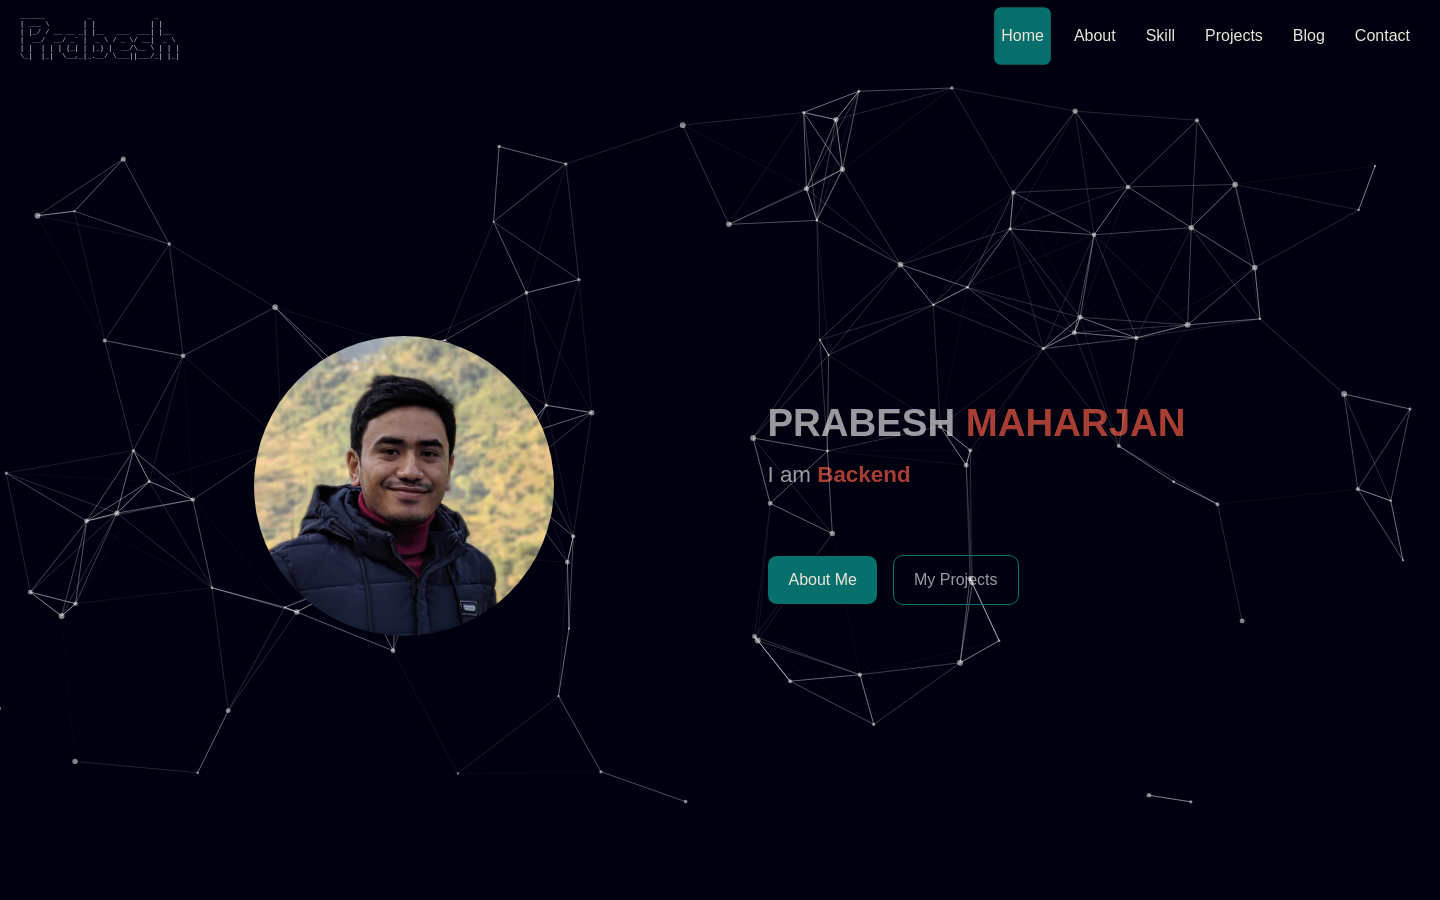 Prabesh
Home About Skill Projects Blog Contact
PRABESH MAHARJAN
I am Backend
About Me My Projects